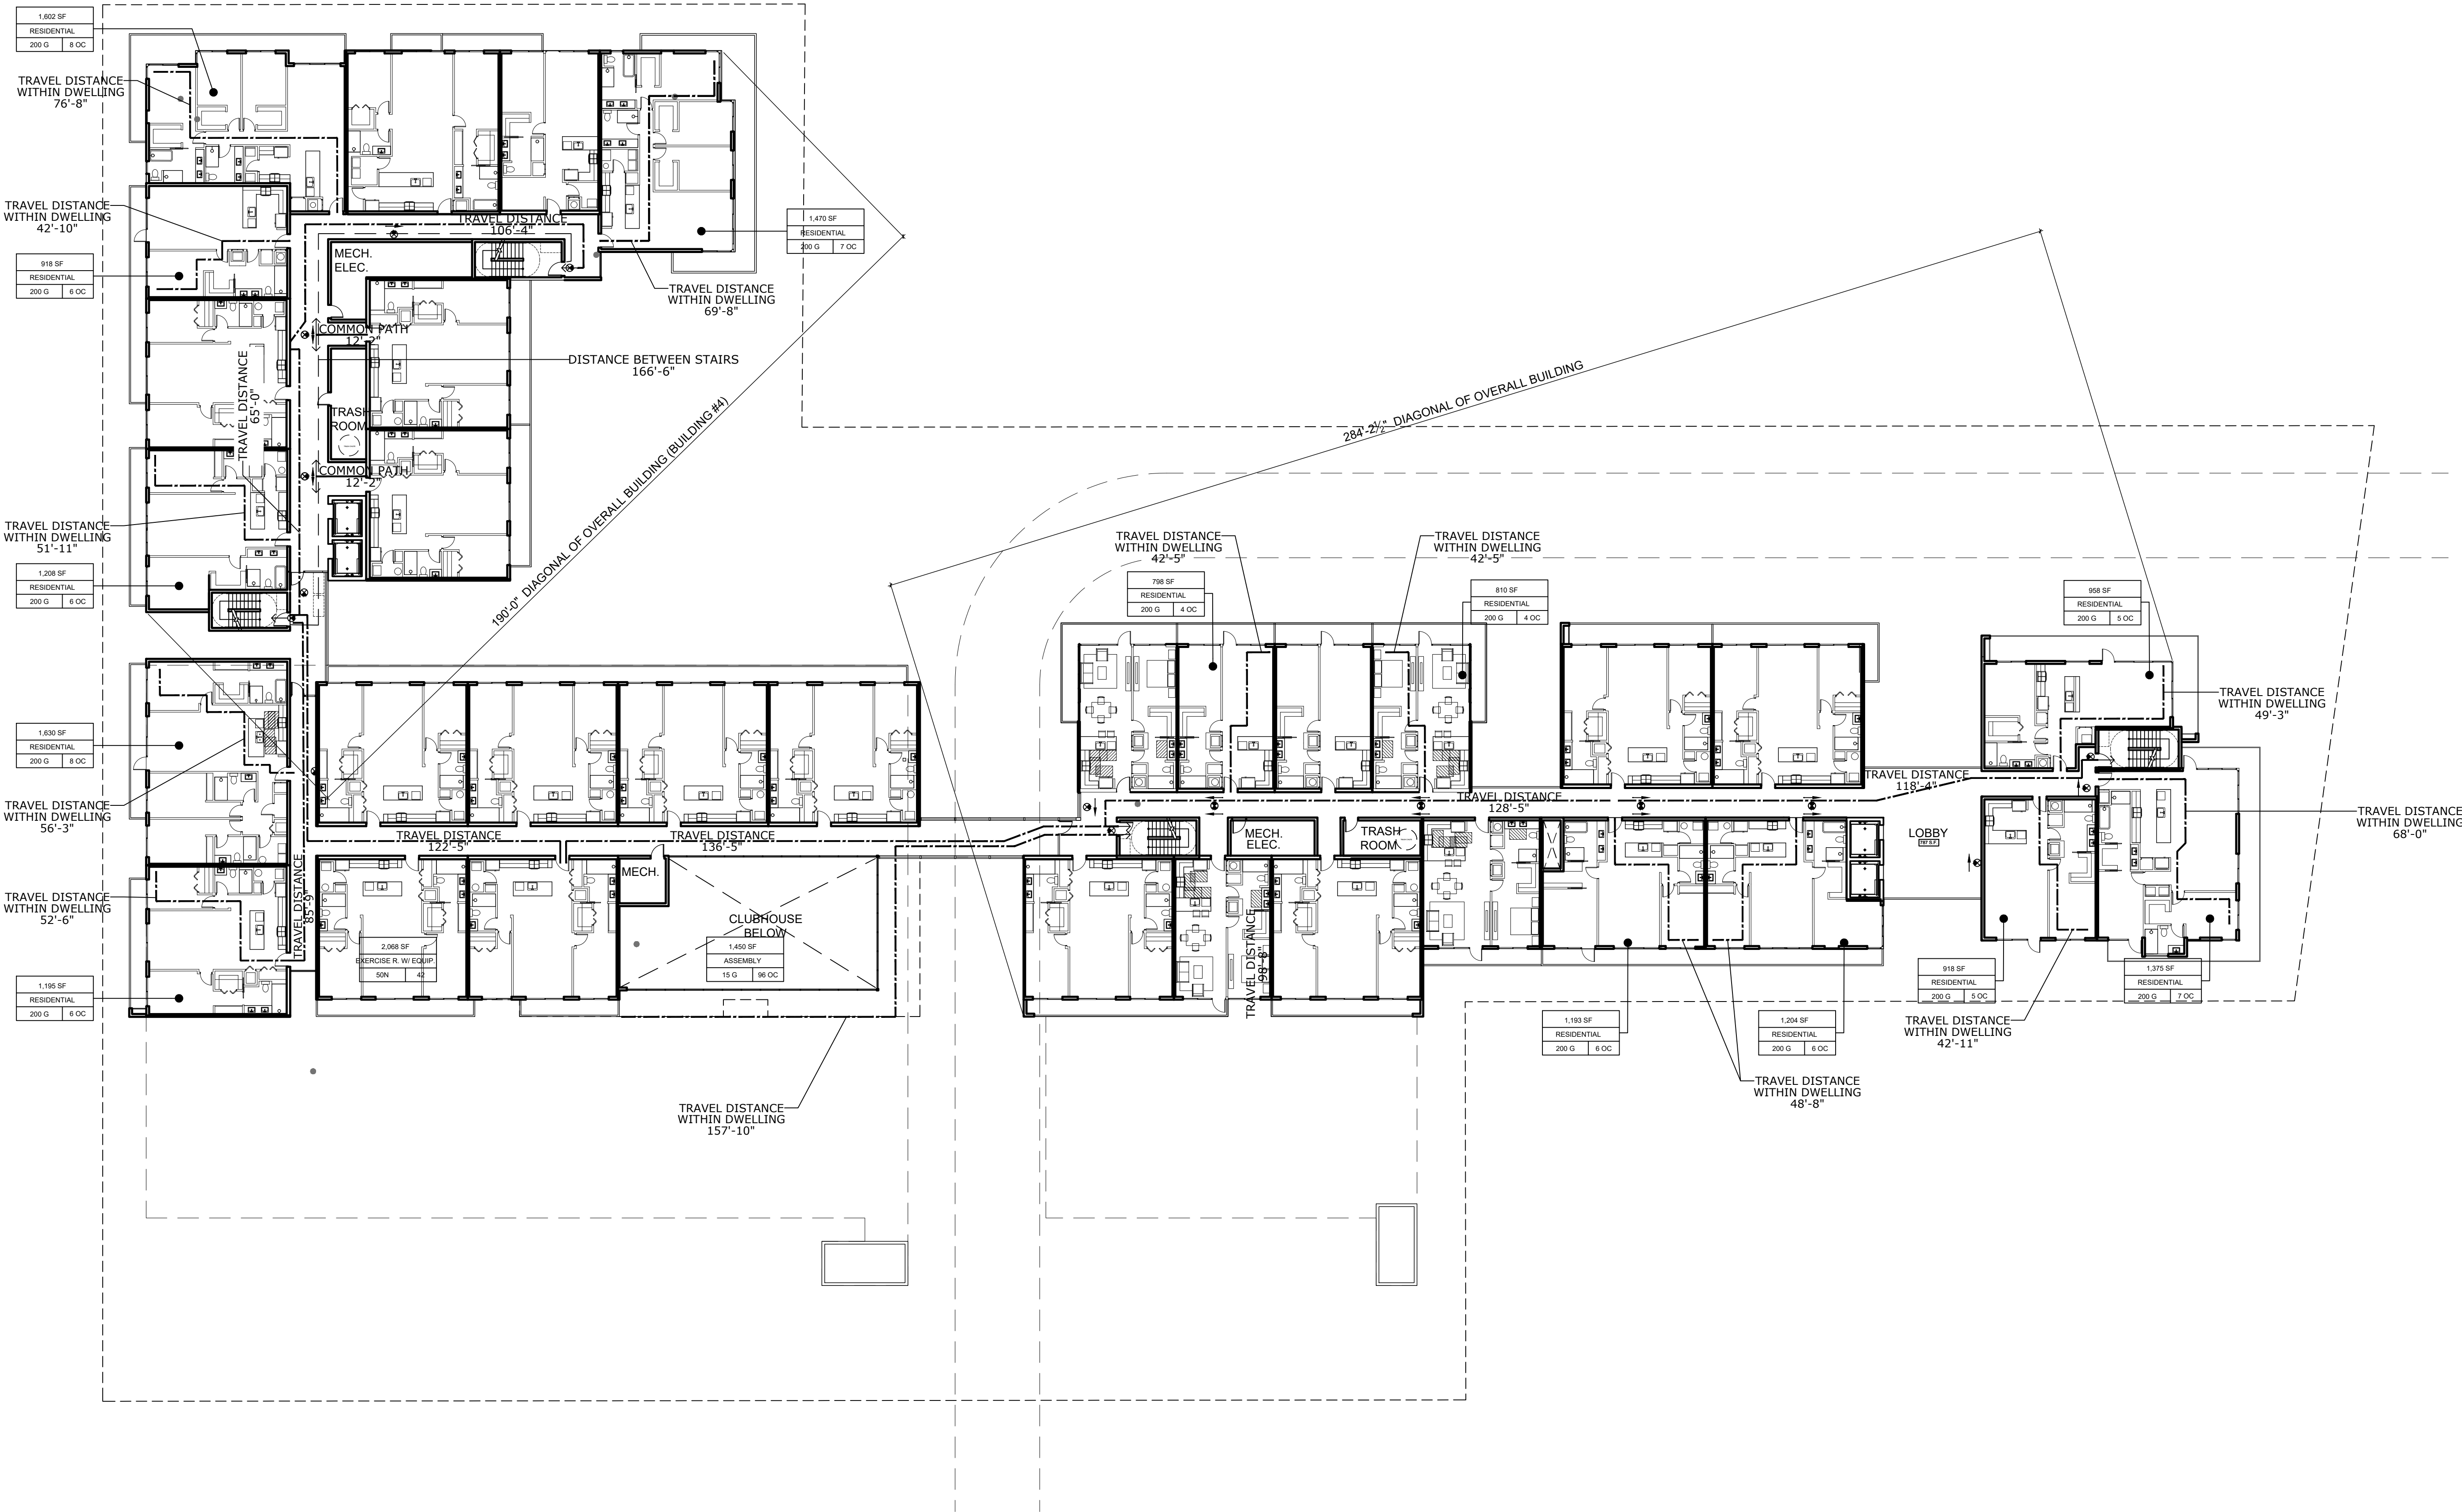 1,602 SF
RESIDENTIAL
200 G 8 OC
TRAVEL DISTANCE
WITHIN DWELLING
76'-8"
TRAVEL DISTANCE
WITHIN DWELLING
42'-10"
918 SF
RESIDENTIAL
200 G 6 OC
TRAVEL DISTANCE
106'-4"
MECH.
ELEC.
1,470 SF
RESIDENTIAL
200 G 7 OC
TRAVEL DISTANCE
WITHIN DWELLING
69'-8"
COMMON PATH
12'-2"
DISTANCE BETWEEN STAIRS
166'-6"
TRAVEL DISTANCE
65'-0"
TRASH
ROOM
COMMON PATH
12'-2"
190'-0" DIAGONAL OF OVERALL BUILDING (BUILDING #4)
284'-2½" DIAGONAL OF OVERALL BUILDING
TRAVEL DISTANCE
WITHIN DWELLING
51'-11"
1,208 SF
RESIDENTIAL
200 G 6 OC
TRAVEL DISTANCE
WITHIN DWELLING
42'-5"
TRAVEL DISTANCE
WITHIN DWELLING
42'-5"
798 SF
RESIDENTIAL
200 G 4 OC
810 SF
RESIDENTIAL
200 G 4 OC
958 SF
RESIDENTIAL
200 G 5 OC
TRAVEL DISTANCE
WITHIN DWELLING
49'-3"
1,630 SF
RESIDENTIAL
200 G 8 OC
TRAVEL DISTANCE
WITHIN DWELLING
56'-3"
TRAVEL DISTANCE
122'-5"
TRAVEL DISTANCE
136'-5"
TRAVEL DISTANCE
128'-5"
TRAVEL DISTANCE
118'-4"
TRAVEL DISTANCE
WITHIN DWELLING
68'-0"
MECH.
ELEC.
TRASH
ROOM
LOBBY
787 S.F.
MECH.
TRAVEL DISTANCE
WITHIN DWELLING
52'-6"
TRAVEL DISTANCE
85'-9"
CLUBHOUSE
BELOW
2,068 SF
EXERCISE R. W/ EQUIP.
50N 42
1,450 SF
ASSEMBLY
15 G 96 OC
TRAVEL DISTANCE
98'-8"
1,195 SF
RESIDENTIAL
200 G 6 OC
918 SF
RESIDENTIAL
200 G 5 OC
1,375 SF
RESIDENTIAL
200 G 7 OC
1,193 SF
RESIDENTIAL
200 G 6 OC
1,204 SF
RESIDENTIAL
200 G 6 OC
TRAVEL DISTANCE
WITHIN DWELLING
42'-11"
TRAVEL DISTANCE
WITHIN DWELLING
48'-8"
TRAVEL DISTANCE
WITHIN DWELLING
157'-10"